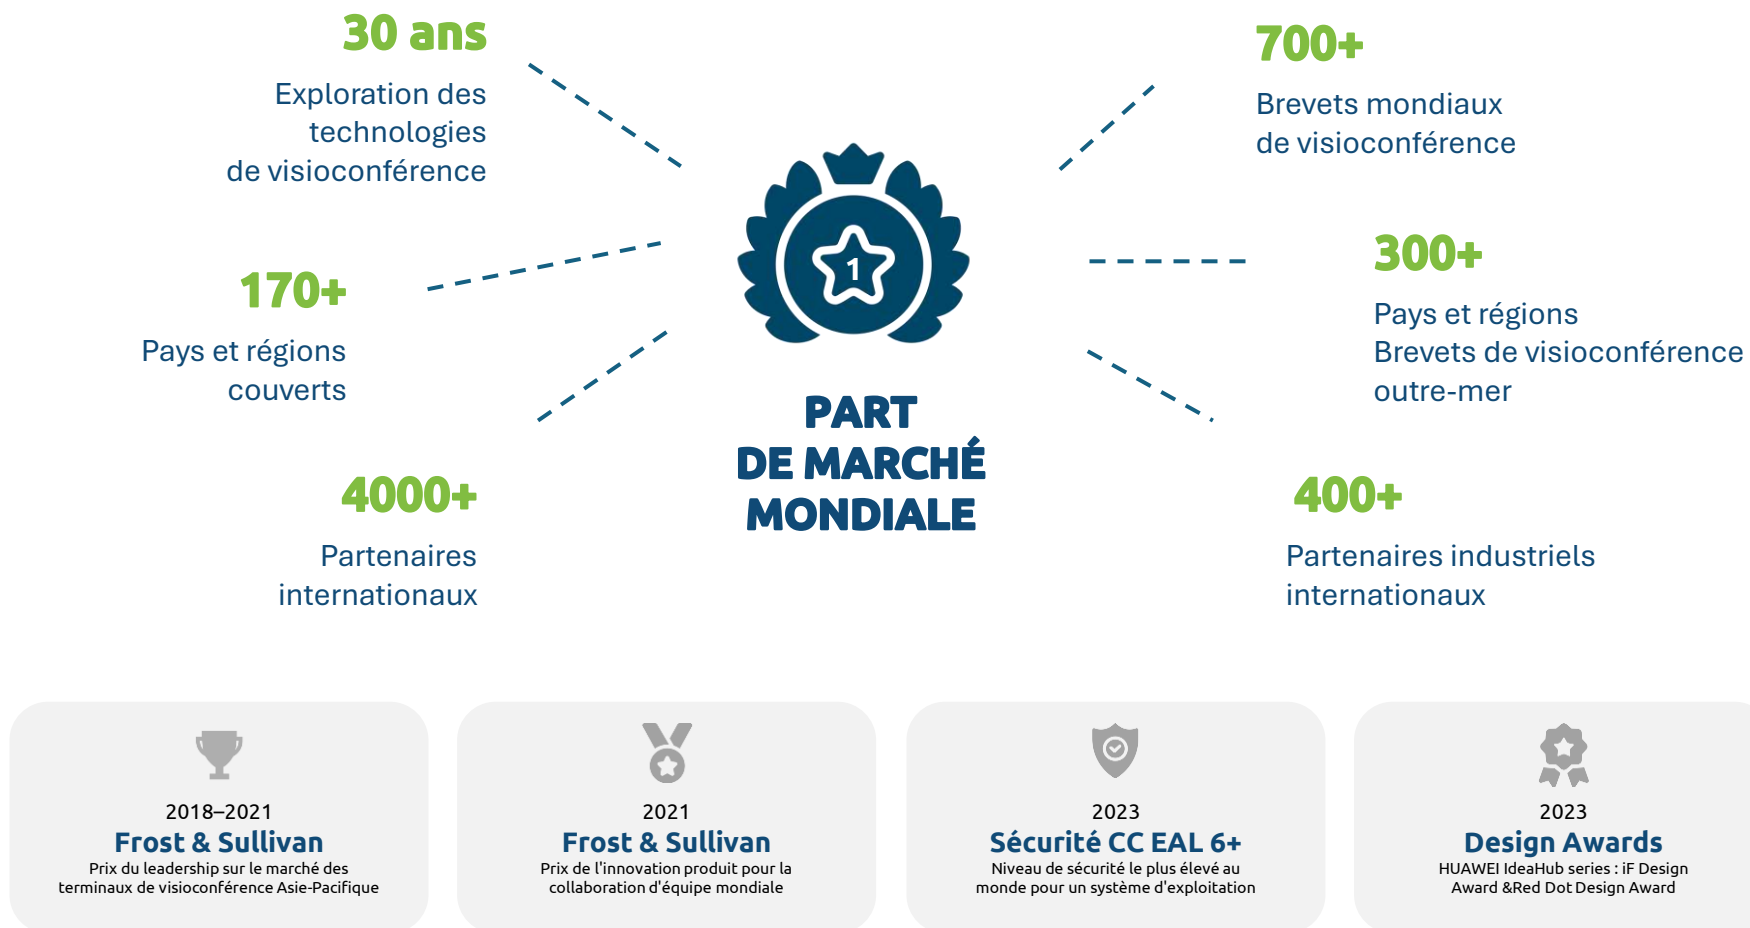 30 ans
Exploration des
technologies
de visioconférence
170+
Pays et régions
couverts
4000+
Partenaires
internationaux
1
PART
DE MARCHÉ
MONDIALE
700+
Brevets mondiaux
de visioconférence
300+
Pays et régions
Brevets de visioconférence
outre-mer
400+
Partenaires industriels
internationaux
2018–2021
Frost & Sullivan
Prix du leadership sur le marché des
terminaux de visioconférence Asie-Pacifique
2021
Frost & Sullivan
Prix de l'innovation produit pour la
collaboration d'équipe mondiale
2023
Sécurité CC EAL 6+
Niveau de sécurité le plus élevé au
monde pour un système d'exploitation
2023
Design Awards
HUAWEI IdeaHub series : iF Design
Award &Red Dot Design Award